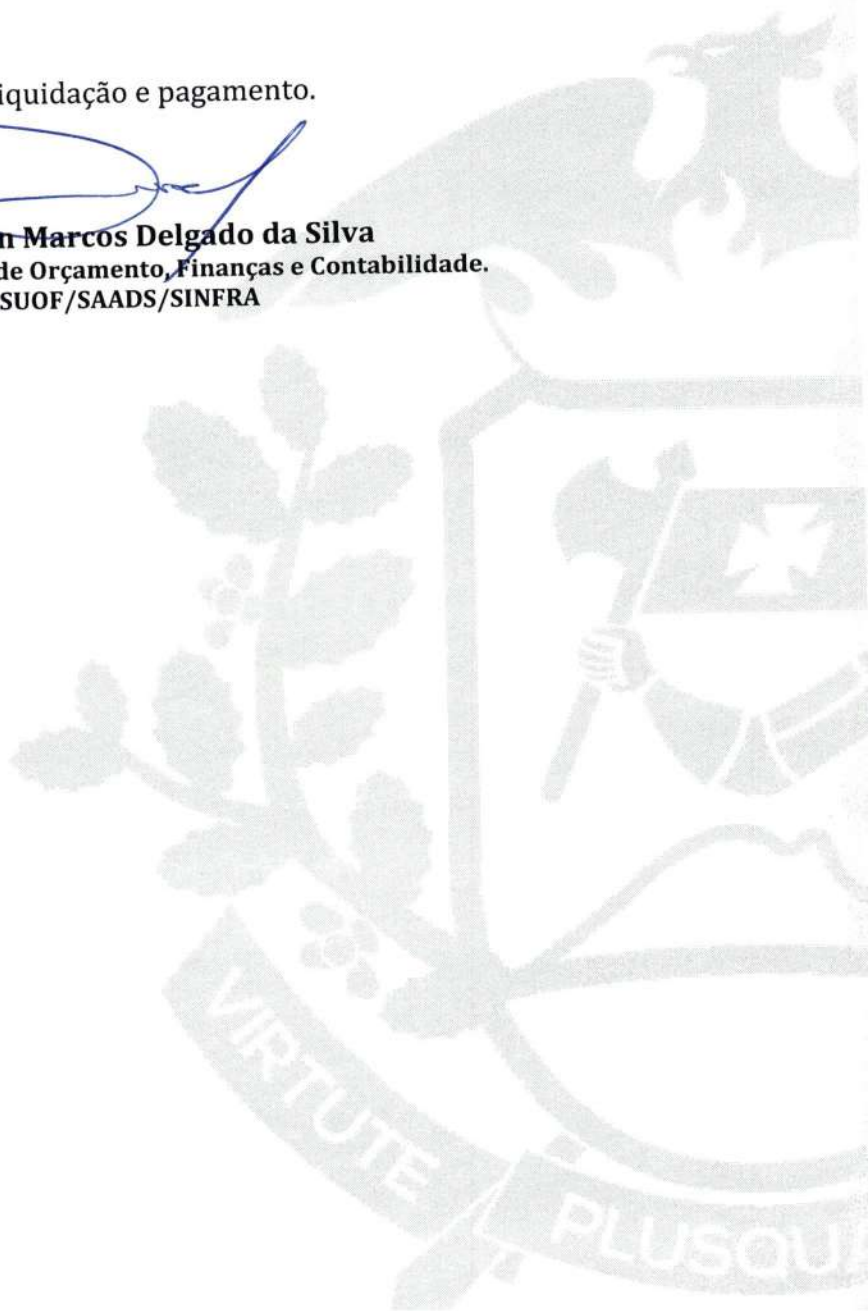 iquidação e pagamento.
n Marcos Delgado da Silva
de Orçamento, Finanças e Contabilidade.
SUOF/SAADS/SINFRA
VIRTUTE
PLUSQU